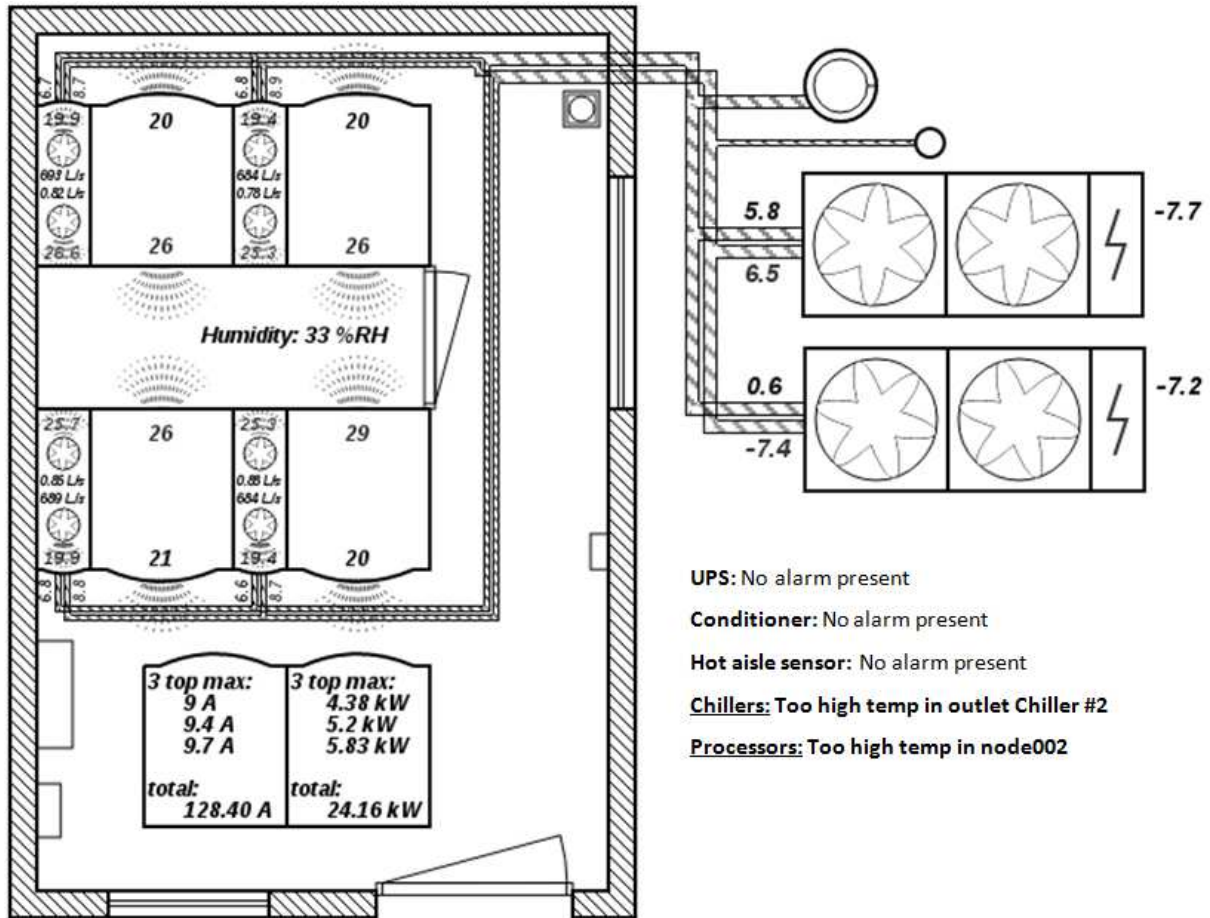 6.7
8.7
6.8
8.9
19.9
20
19.4
20
693 L/s
0.82 L/s
684 L/s
0.78 L/s
26.6
26
25.3
26
Humidity: 33 %RH
25.7
26
25.3
29
0.85 L/s
689 L/s
0.88 L/s
684 L/s
19.9
21
19.4
20
6.8
8.8
6.6
8.7
3 top max:
9 A
9.4 A
9.7 A
total:
128.40 A
3 top max:
4.38 kW
5.2 kW
5.83 kW
total:
24.16 kW
5.8
6.5
-7.7
0.6
-7.4
-7.2
UPS: No alarm present
Conditioner: No alarm present
Hot aisle sensor: No alarm present
Chillers: Too high temp in outlet Chiller #2
Processors: Too high temp in node002